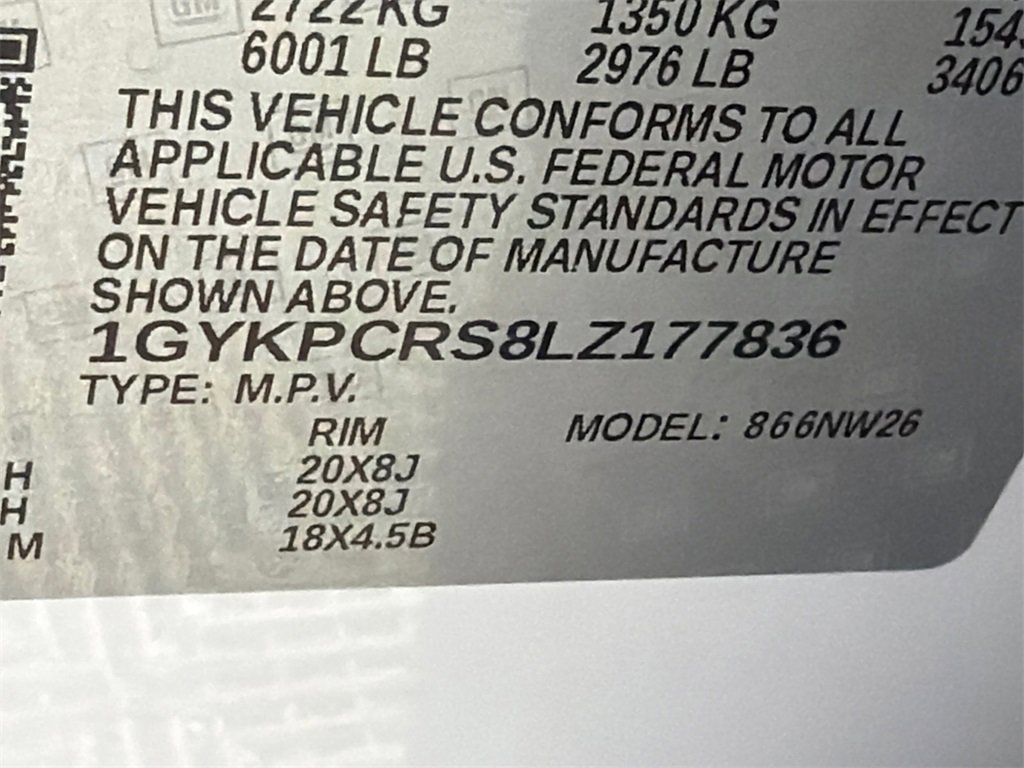 2722 KG 1350 KG
6001 LB 2976 LB 3406
THIS VEHICLE CONFORMS TO ALL
APPLICABLE U.S. FEDERAL MOTOR
VEHICLE SAFETY STANDARDS IN EFFECT
ON THE DATE OF MANUFACTURE
SHOWN ABOVE.
1GYKPCRS8LZ177836
TYPE: M.P.V.
RIM MODEL: 866NW26
H 20X8J
H 20X8J
M 18X4.5B